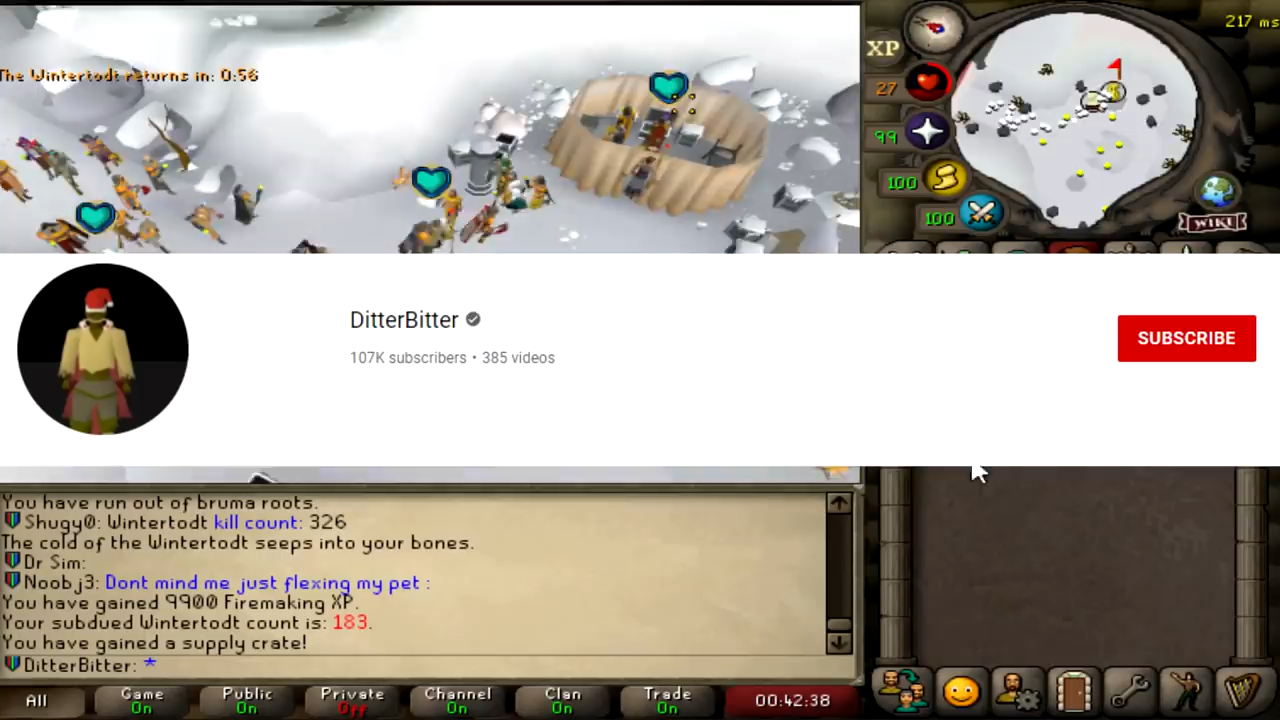 217 ms
The Wintertodt returns in: 0:56
XP
27
99
100
100
WIKI
DitterBitter
107K subscribers • 385 videos
SUBSCRIBE
You have run out of bruma roots.
Shugy0: Wintertodt kill count: 326
The cold of the Wintertodt seeps into your bones.
Dr Sim:
Noobj3: Dont mind me just flexing my pet :
You have gained 9900 Firemaking XP.
Your subdued Wintertodt count is: 183.
You have gained a supply crate!
DitterBitter: *
All
Game On
Public On
Private Off
Channel On
Clan On
Trade On
00:42:38